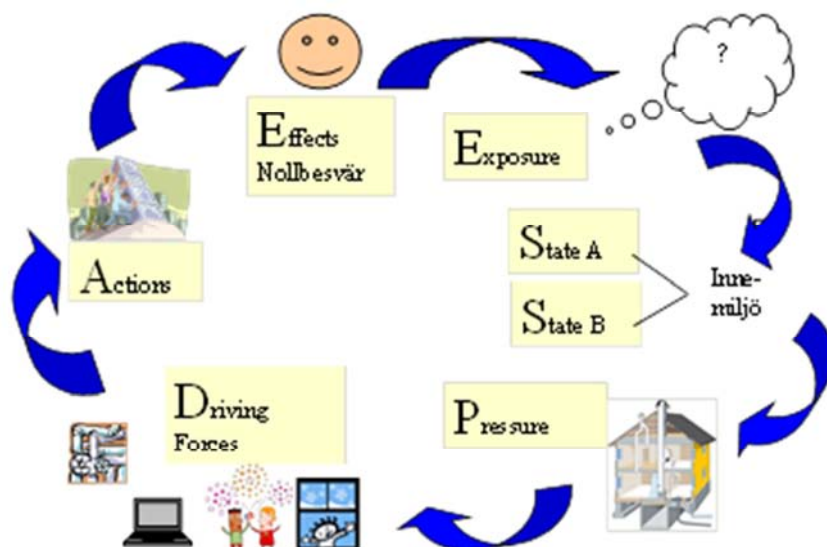 ?
Effects
Nollbesvär
Exposure
State A
State B
Inne-
miljö
Actions
Driving
Forces
Pressure